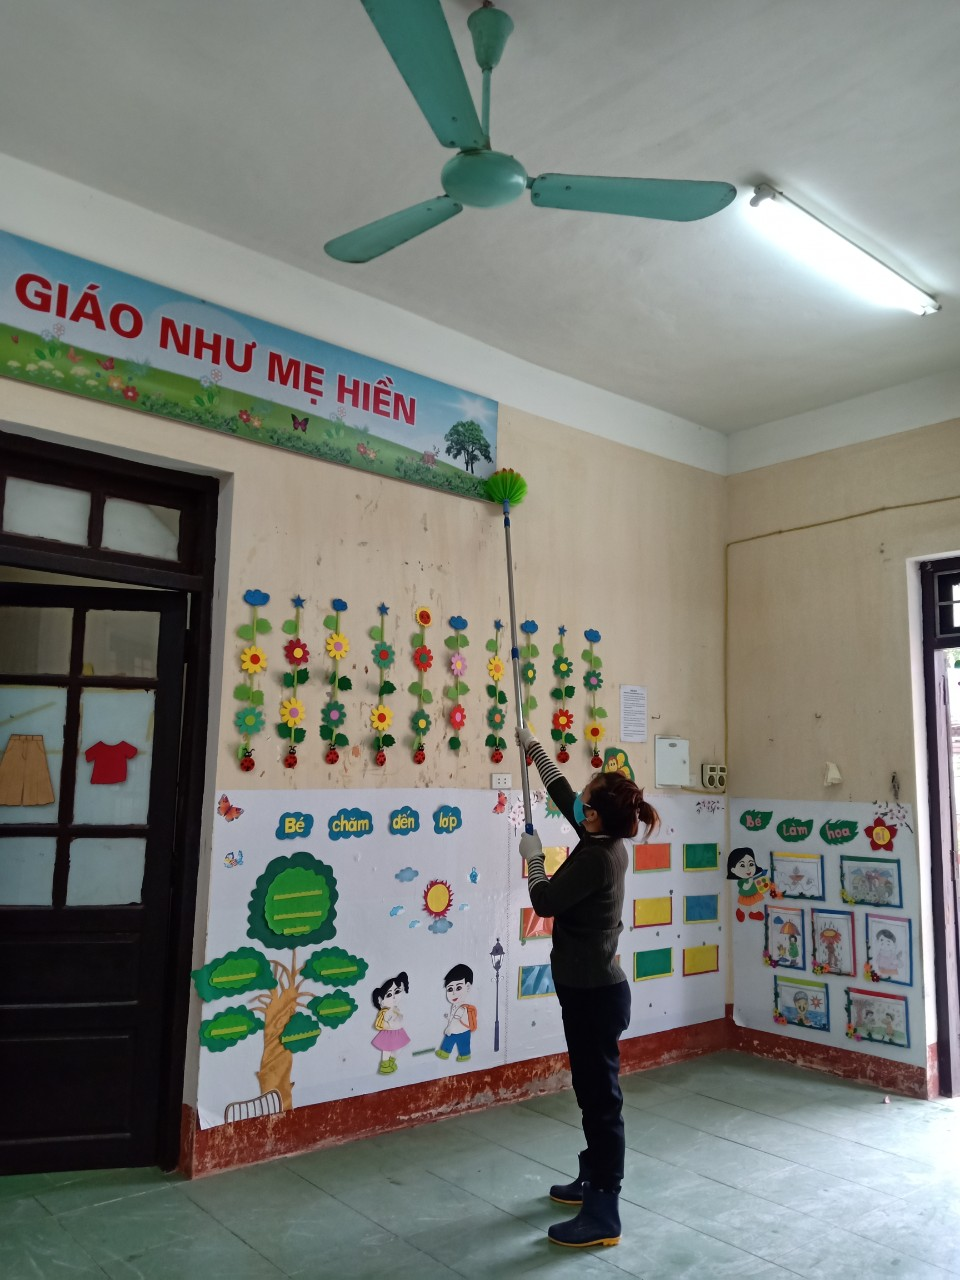 GIÁO NHƯ MẸ HIỀN
Bé chăm đến lớp
Bé Làm hoa